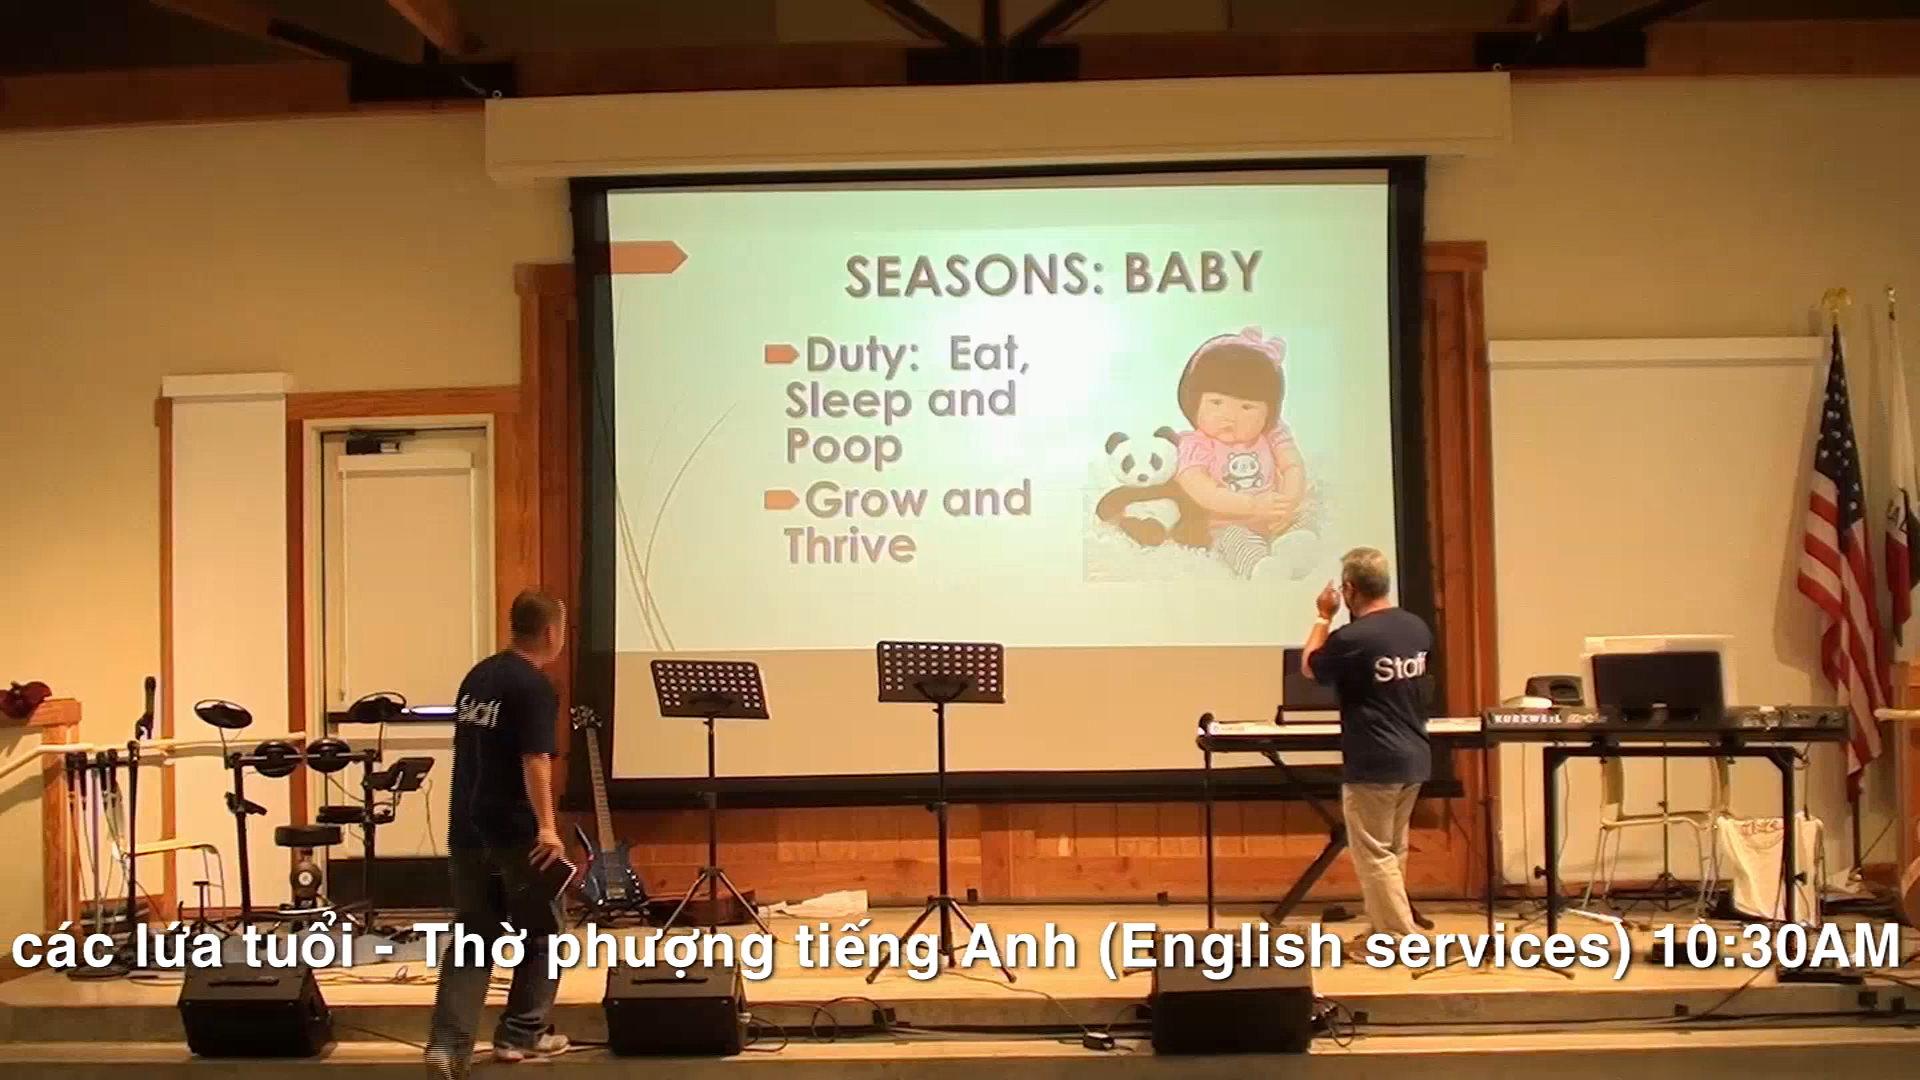 SEASONS: BABY
Duty: Eat,
Sleep and
Poop
Grow and
Thrive
Staff
Staff
KURZWEIL
các lứa tuổi - Thờ phượng tiếng Anh (English services) 10:30AM